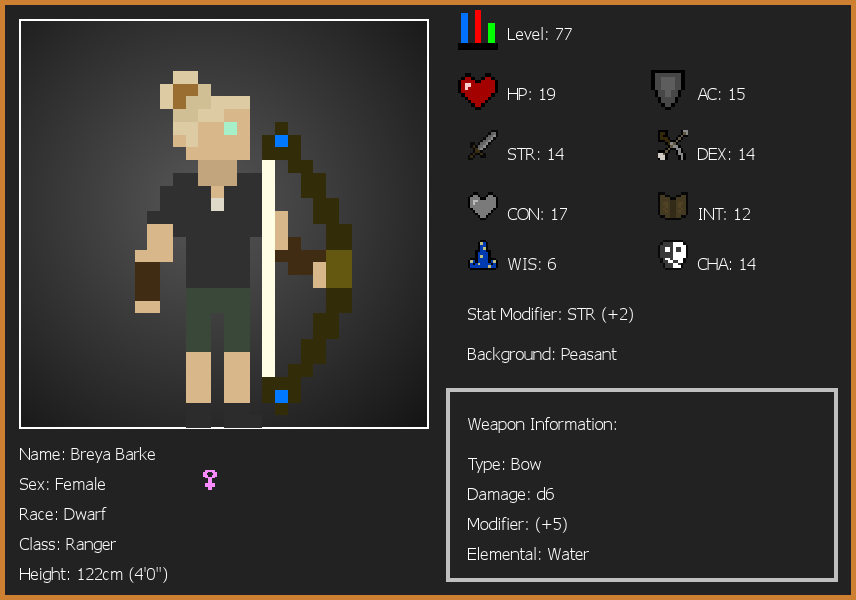 Level: 77
HP: 19
AC: 15
STR: 14
DEX: 14
CON: 17
INT: 12
WIS: 6
CHA: 14
Stat Modifier: STR (+2)
Background: Peasant
Weapon Information:
Type: Bow
Damage: d6
Modifier: (+5)
Elemental: Water
Name: Breya Barke
Sex: Female
Race: Dwarf
Class: Ranger
Height: 122cm (4'0")